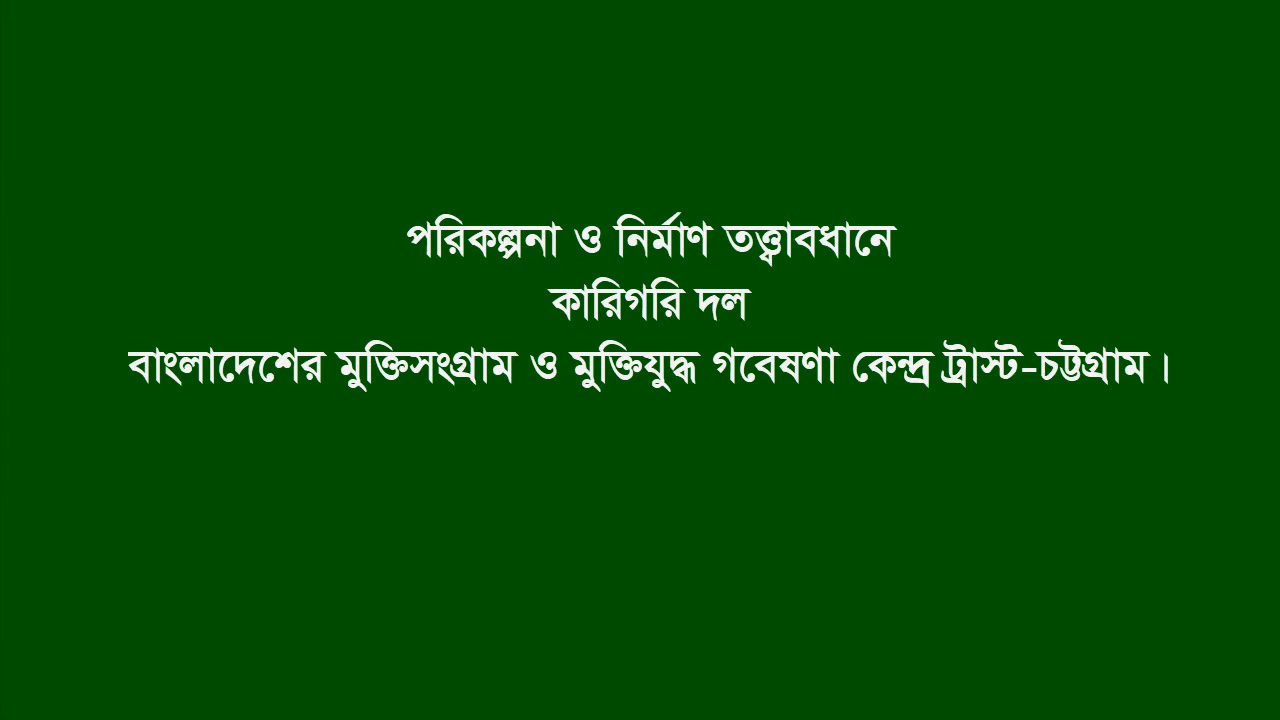 পরিকল্পনা ও নির্মাণ তত্ত্বাবধানে
কারিগরি দল
বাংলাদেশের মুক্তিসংগ্রাম ও মুক্তিযুদ্ধ গবেষণা কেন্দ্র ট্রাস্ট-চট্টগ্রাম।